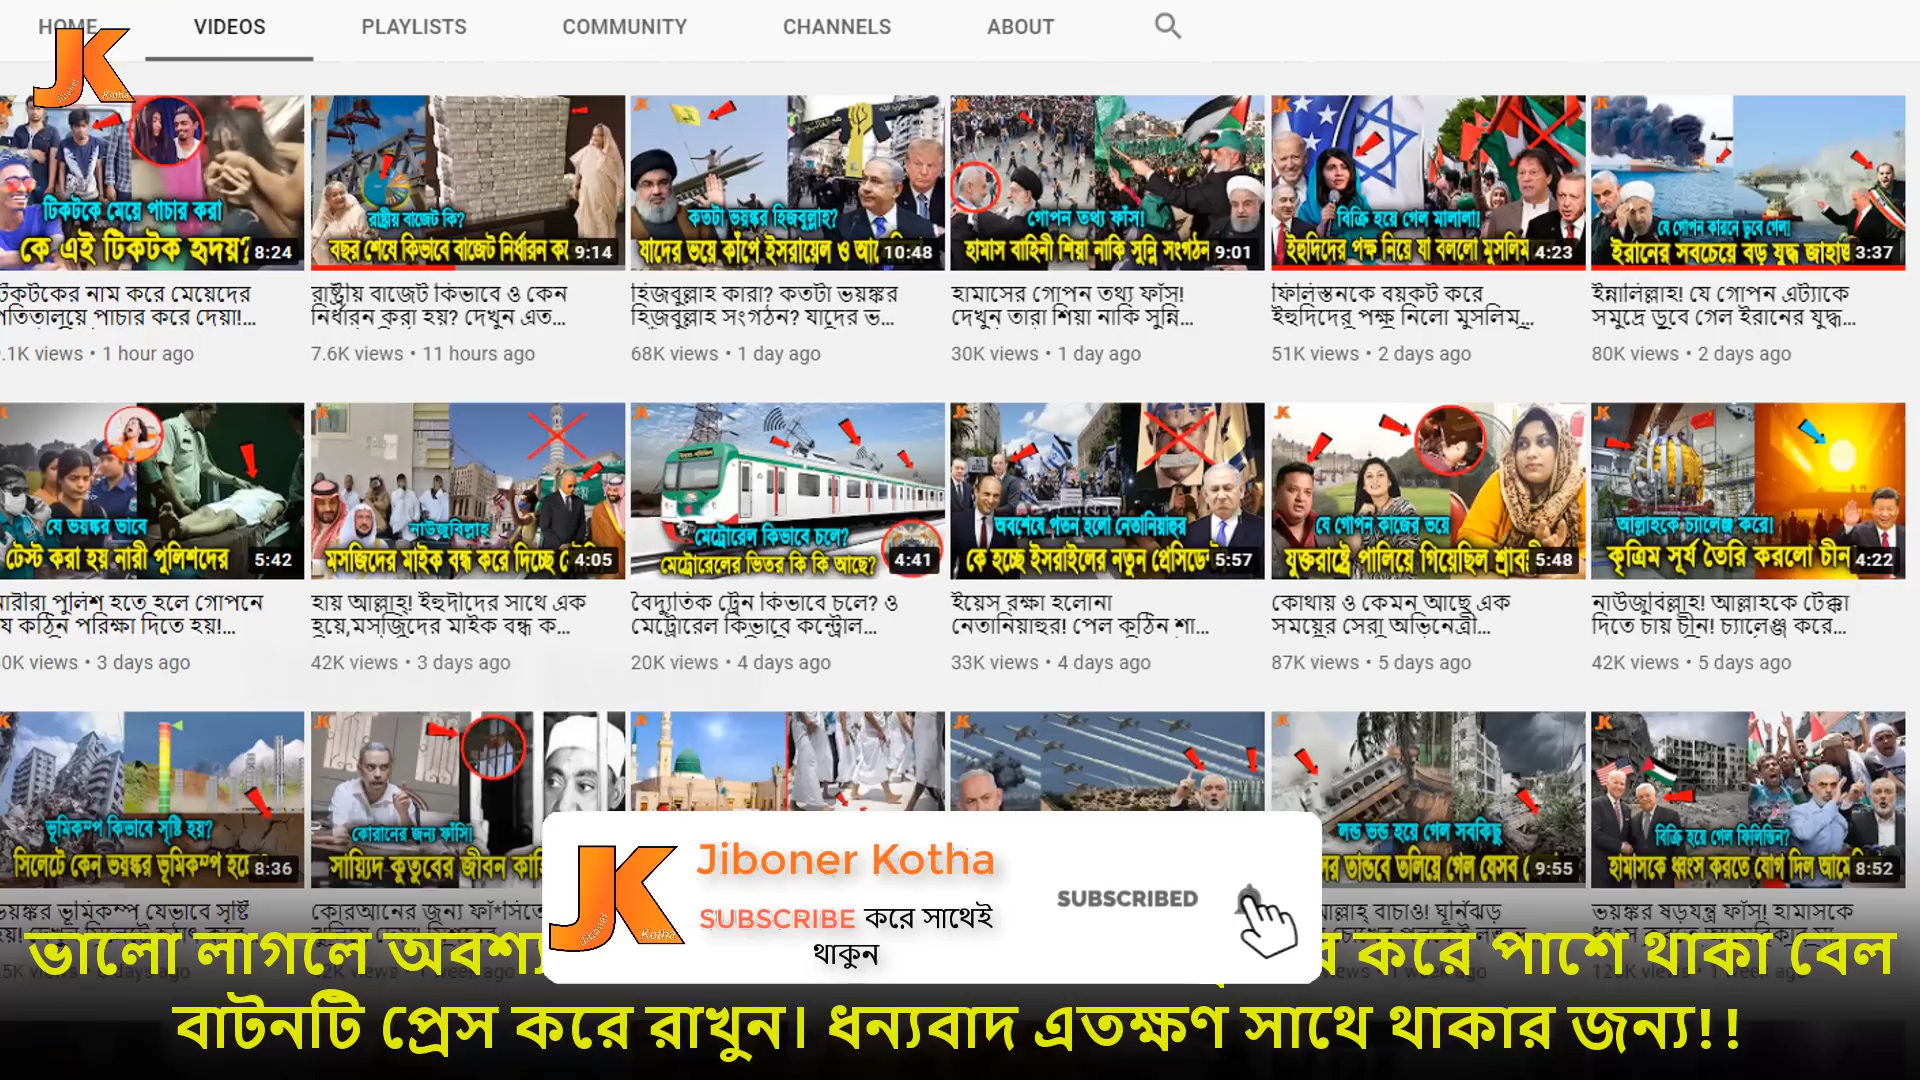 HOME
VIDEOS
PLAYLISTS
COMMUNITY
CHANNELS
ABOUT
JK
Jiboner Kotha
টিকটকে মেয়ে পাচার করা
কে এই টিকটক হৃদয়?
8:24
রাষ্ট্রীয় বাজেট কি?
বছর শেষে কিভাবে বাজেট নির্ধারন
9:14
কতটা ভয়ঙ্কর হিজবুল্লাহ?
যাদের ভয়ে কাঁপে ইসরায়েল ও
10:48
গোপন তথ্য ফাঁস!
হামাস বাহিনী শিয়া নাকি সুন্নি সংগঠন
9:01
বিক্রি হয়ে গেল মালালা!
ইহুদিদের পক্ষ নিয়ে যা বললো মুসলিম
4:23
যে গোপন কারনে ডুবে গেল!
ইরানের সবচেয়ে বড় যুদ্ধ জাহাজ
3:37
নাম করে মেয়েদের
পাচার করে দেয়া!...
1 hour ago
রাষ্ট্রীয় বাজেট কিভাবে ও কেন
নির্ধারন করা হয়? দেখুন এত...
7.6K views • 11 hours ago
হিজবুল্লাহ কারা? কতটা ভয়ঙ্কর
হিজবুল্লাহ সংগঠন? যাদের ভ...
68K views • 1 day ago
হামাসের গোপন তথ্য ফাঁস!
দেখুন তারা শিয়া নাকি সুন্নি...
30K views • 1 day ago
ফিলিস্তনকে বয়কট করে
ইহুদিদের পক্ষ নিলো মুসলিম...
51K views • 2 days ago
ইন্নালিল্লাহ! যে গোপন এট্যাকে
সমুদ্রে ডুবে গেল ইরানের যুদ্ধ...
80K views • 2 days ago
যে ভয়ঙ্কর ভাবে
টেস্ট করা হয় নারী পুলিশদের
5:42
নাউজুবিল্লাহ
মসজিদের মাইক বন্ধ করে দিচ্ছে
4:05
মেট্রোরেল কিভাবে চলে?
মেট্রোরেলের ভিতর কি কি আছে?
4:41
অবশেষে পতন হলো নেতানিয়াহুর
কে হচ্ছে ইসরাইলের নতুন
5:57
যে গোপন কাজের ভয়ে
যুক্তরাষ্ট্রে পালিয়ে গিয়েছিল
5:48
আল্লাহকে চ্যালেঞ্জ করে!
কৃত্রিম সূর্য তৈরি করলো চীন
4:22
নারীরা পুলিশ হতে হলে গোপনে
কঠিন পরিক্ষা দিতে হয়!...
views • 3 days ago
হায় আল্লাহ! ইহুদীদের সাথে এক
হয়ে,মসজিদের মাইক বন্ধ ক...
42K views • 3 days ago
বৈদ্যুতিক ট্রেন কিভাবে চলে? ও
মেট্রোরেল কিভাবে কন্ট্রোল...
20K views • 4 days ago
ইয়েস রক্ষা হলোনা
নেতানিয়াহুর! পেল কঠিন শা...
33K views • 4 days ago
কোথায় ও কেমন আছে এক
সময়ের সেরা অভিনেত্রী...
87K views • 5 days ago
নাউজুবিল্লাহ! আল্লাহকে টেক্কা
দিতে চায় চীন! চ্যালেঞ্জ করে...
42K views • 5 days ago
ভূমিকম্প কিভাবে সৃষ্টি হয়?
সিলেটে কেন ভয়ঙ্কর ভূমিকম্প
8:36
কোরানের জন্য ফাঁসি!
সায়্যিদ কুতুবের জীবন
লন্ড ভন্ড হয়ে গেল সবকিছু
তান্ডবে তলিয়ে গেল যেসব
9:55
বিক্রি হয়ে গেল ফিলিস্তিন?
হামাসকে ধ্বংস করতে যোগ দিল
8:52
ভয়ঙ্কর ভূমিকম্প যেভাবে সৃষ্টি
কোরআনের জন্য
বাচাও! ঘূর্নিঝড়
ভয়ঙ্কর ষড়যন্ত্র ফাঁস! হামাসকে
JK
Jiboner Kotha
Jiboner Kotha
SUBSCRIBE করে সাথেই
থাকুন
SUBSCRIBED
ভালো লাগলে করে পাশে থাকা বেল
বাটনটি প্রেস করে রাখুন। ধন্যবাদ এতক্ষণ সাথে থাকার জন্য!!